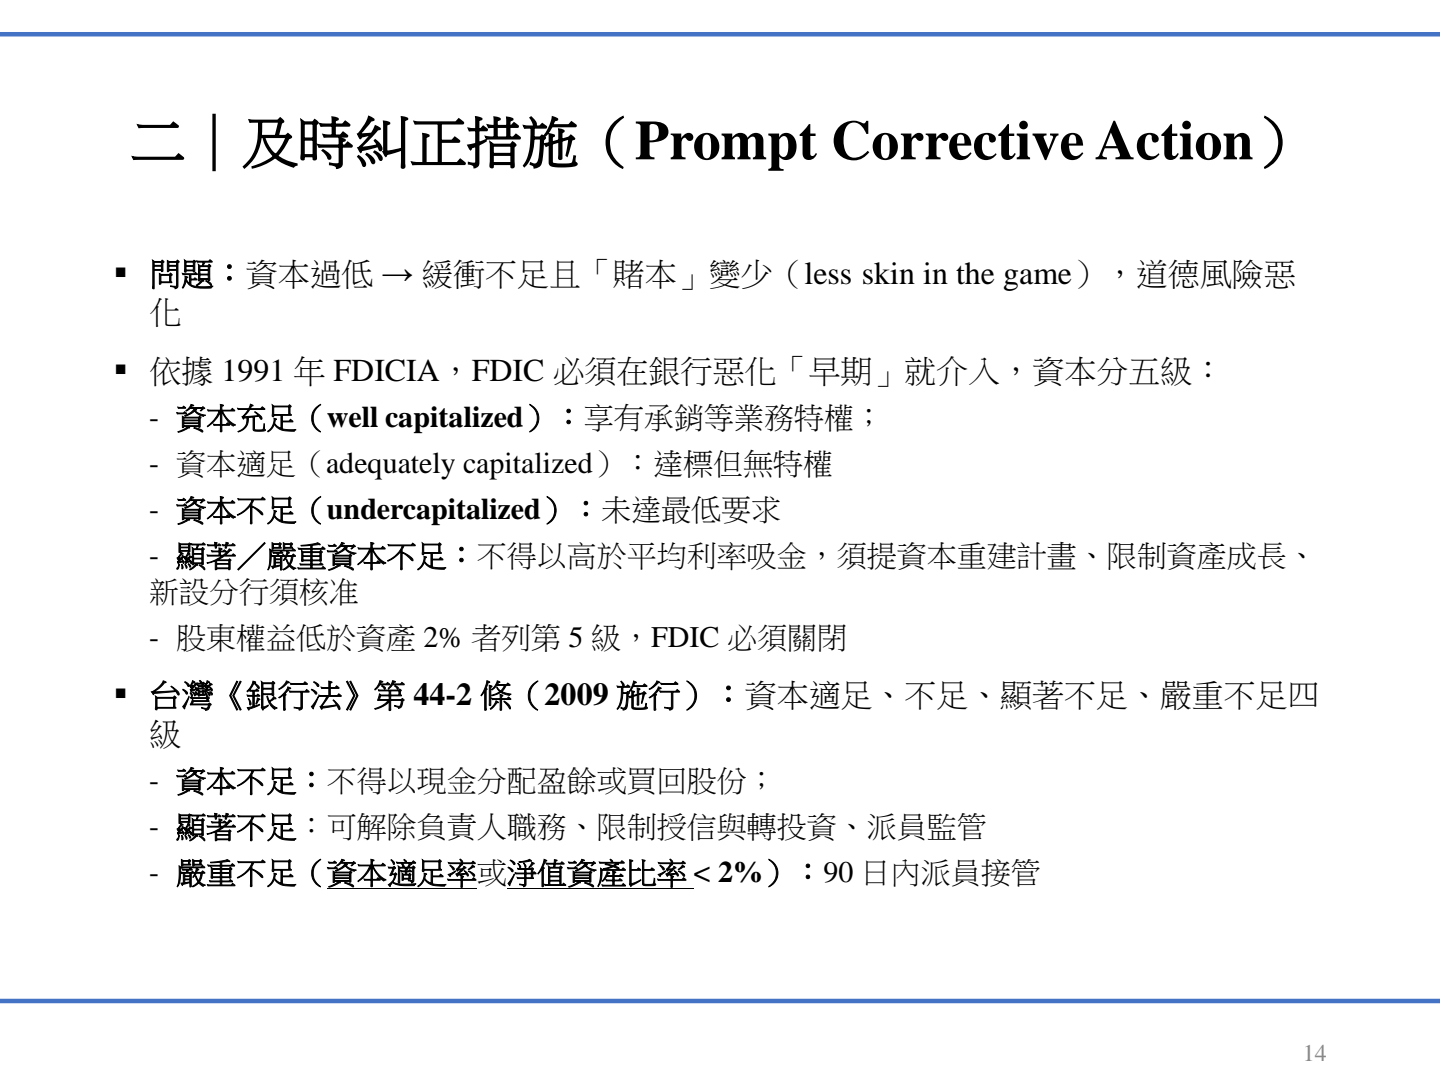 二｜及時糾正措施（Prompt Corrective Action）
▪ 問題：資本過低 → 緩衝不足且「賭本」變少（less skin in the game），道德風險惡
化
▪ 依據 1991 年 FDICIA，FDIC 必須在銀行惡化「早期」就介入，資本分五級：
- 資本充足（well capitalized）：享有承銷等業務特權；
- 資本適足（adequately capitalized）：達標但無特權
- 資本不足（undercapitalized）：未達最低要求
- 顯著／嚴重資本不足：不得以高於平均利率吸金，須提資本重建計畫、限制資產成長、
新設分行須核准
- 股東權益低於資產 2% 者列第 5 級，FDIC 必須關閉
▪ 台灣《銀行法》第 44-2 條（2009 施行）：資本適足、不足、顯著不足、嚴重不足四
級
- 資本不足：不得以現金分配盈餘或買回股份；
- 顯著不足：可解除負責人職務、限制授信與轉投資、派員監管
- 嚴重不足（資本適足率或淨值資產比率 < 2%）：90 日內派員接管
14